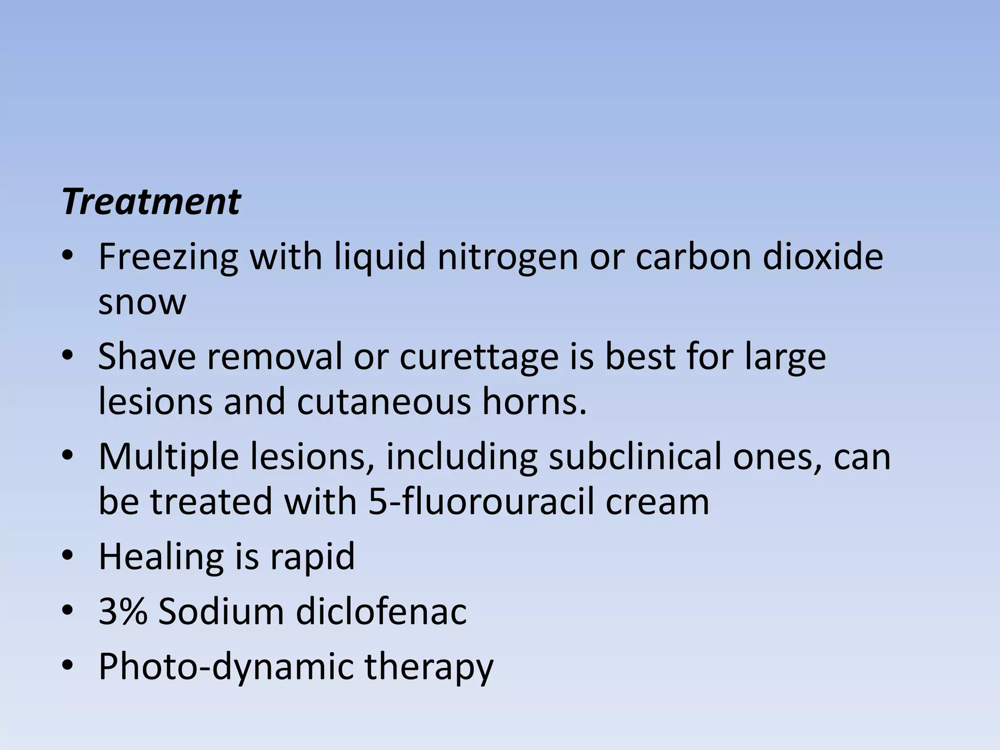 Treatment
• Freezing with liquid nitrogen or carbon dioxide
snow
• Shave removal or curettage is best for large
lesions and cutaneous horns.
• Multiple lesions, including subclinical ones, can
be treated with 5-fluorouracil cream
• Healing is rapid
• 3% Sodium diclofenac
• Photo-dynamic therapy